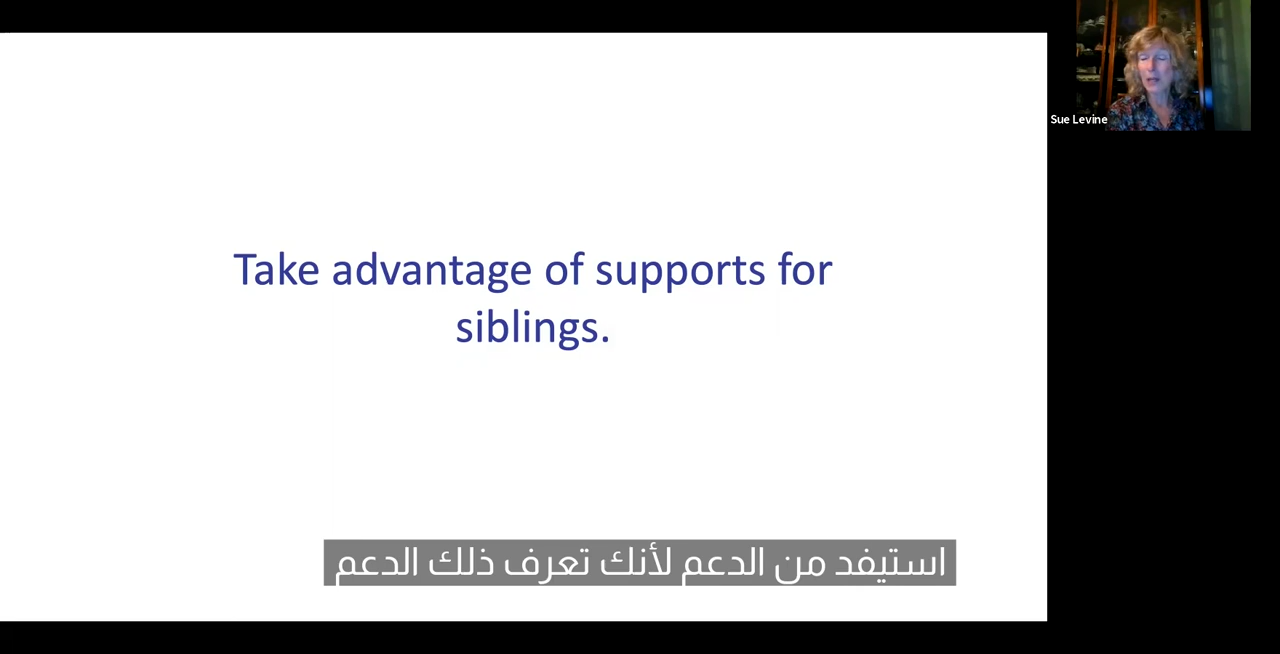 Take advantage of supports for
siblings.
Sue Levine
استيفد من الدعم لأنك تعرف ذلك الدعم